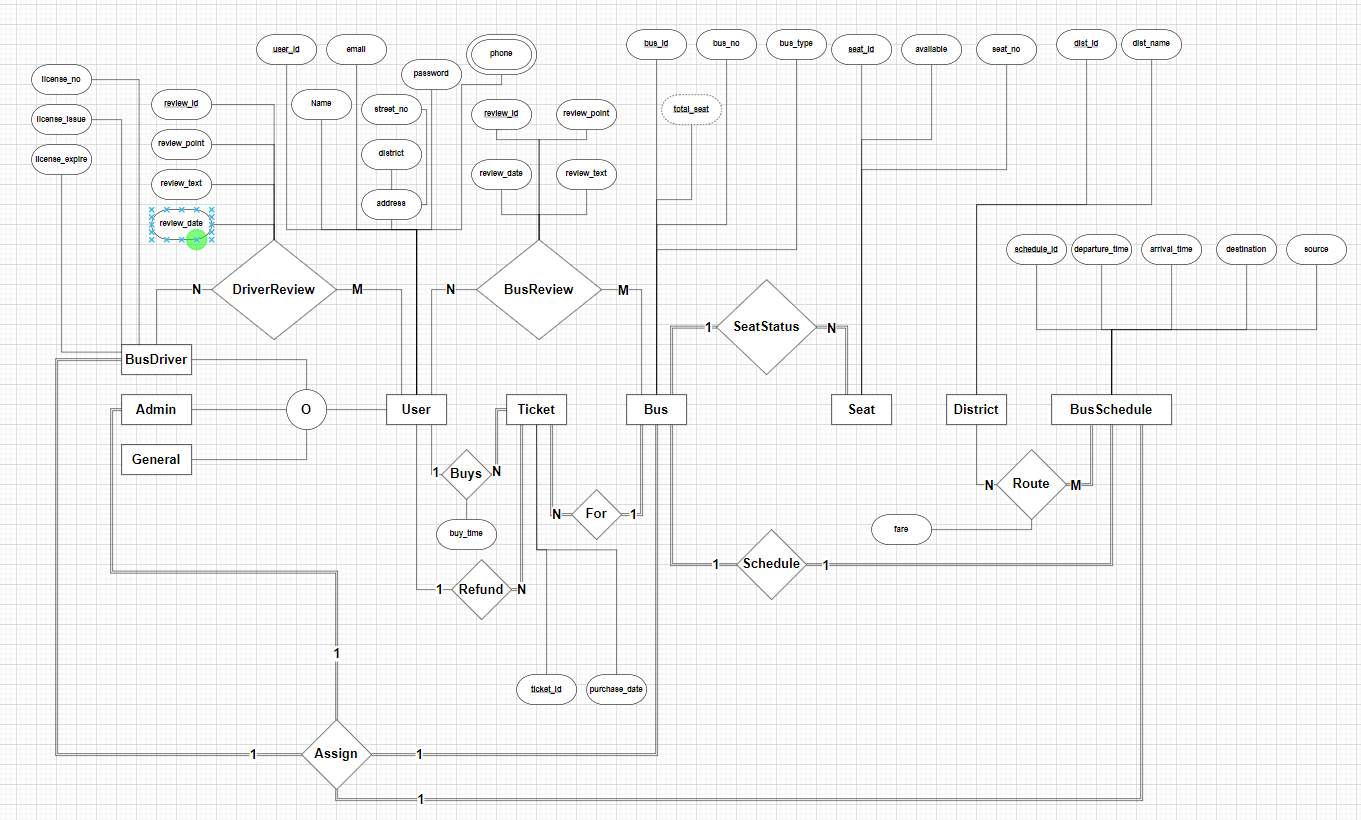 user_id
email
phone
bus_id
bus_no
bus_type
seat_id
available
seat_no
dist_id
dist_name
license_no
password
review_id
Name
street_no
review_id
review_point
total_seat
license_issue
review_point
district
license_expire
review_text
review_date
review_text
address
review_date
schedule_id
departure_time
arrival_time
destination
source
N
DriverReview
M
N
BusReview
M
1
SeatStatus
N
BusDriver
Admin
O
User
Ticket
Bus
Seat
District
BusSchedule
General
1
Buys
N
N
Route
M
N
For
1
buy_time
fare
1
Schedule
1
1
Refund
N
1
ticket_id
purchase_date
1
Assign
1
1